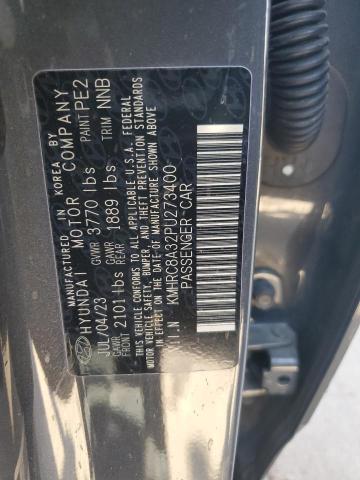 MANUFACTURED IN KOREA BY
HYUNDAI MOTOR COMPANY
JUL/04/23 GVWR 3770 lbs PAINT PE2
GAWR FRONT 2101 lbs GAWR REAR 1889 lbs TRIM NNB
THIS VEHICLE CONFORMS TO ALL APPLICABLE U.S.A. FEDERAL
MOTOR VEHICLE SAFETY, BUMPER, AND THEFT PREVENTION STANDARDS
IN EFFECT ON THE DATE OF MANUFACTURE SHOWN ABOVE
V.I.N KMHRC8A32PU273400
PASSENGER CAR